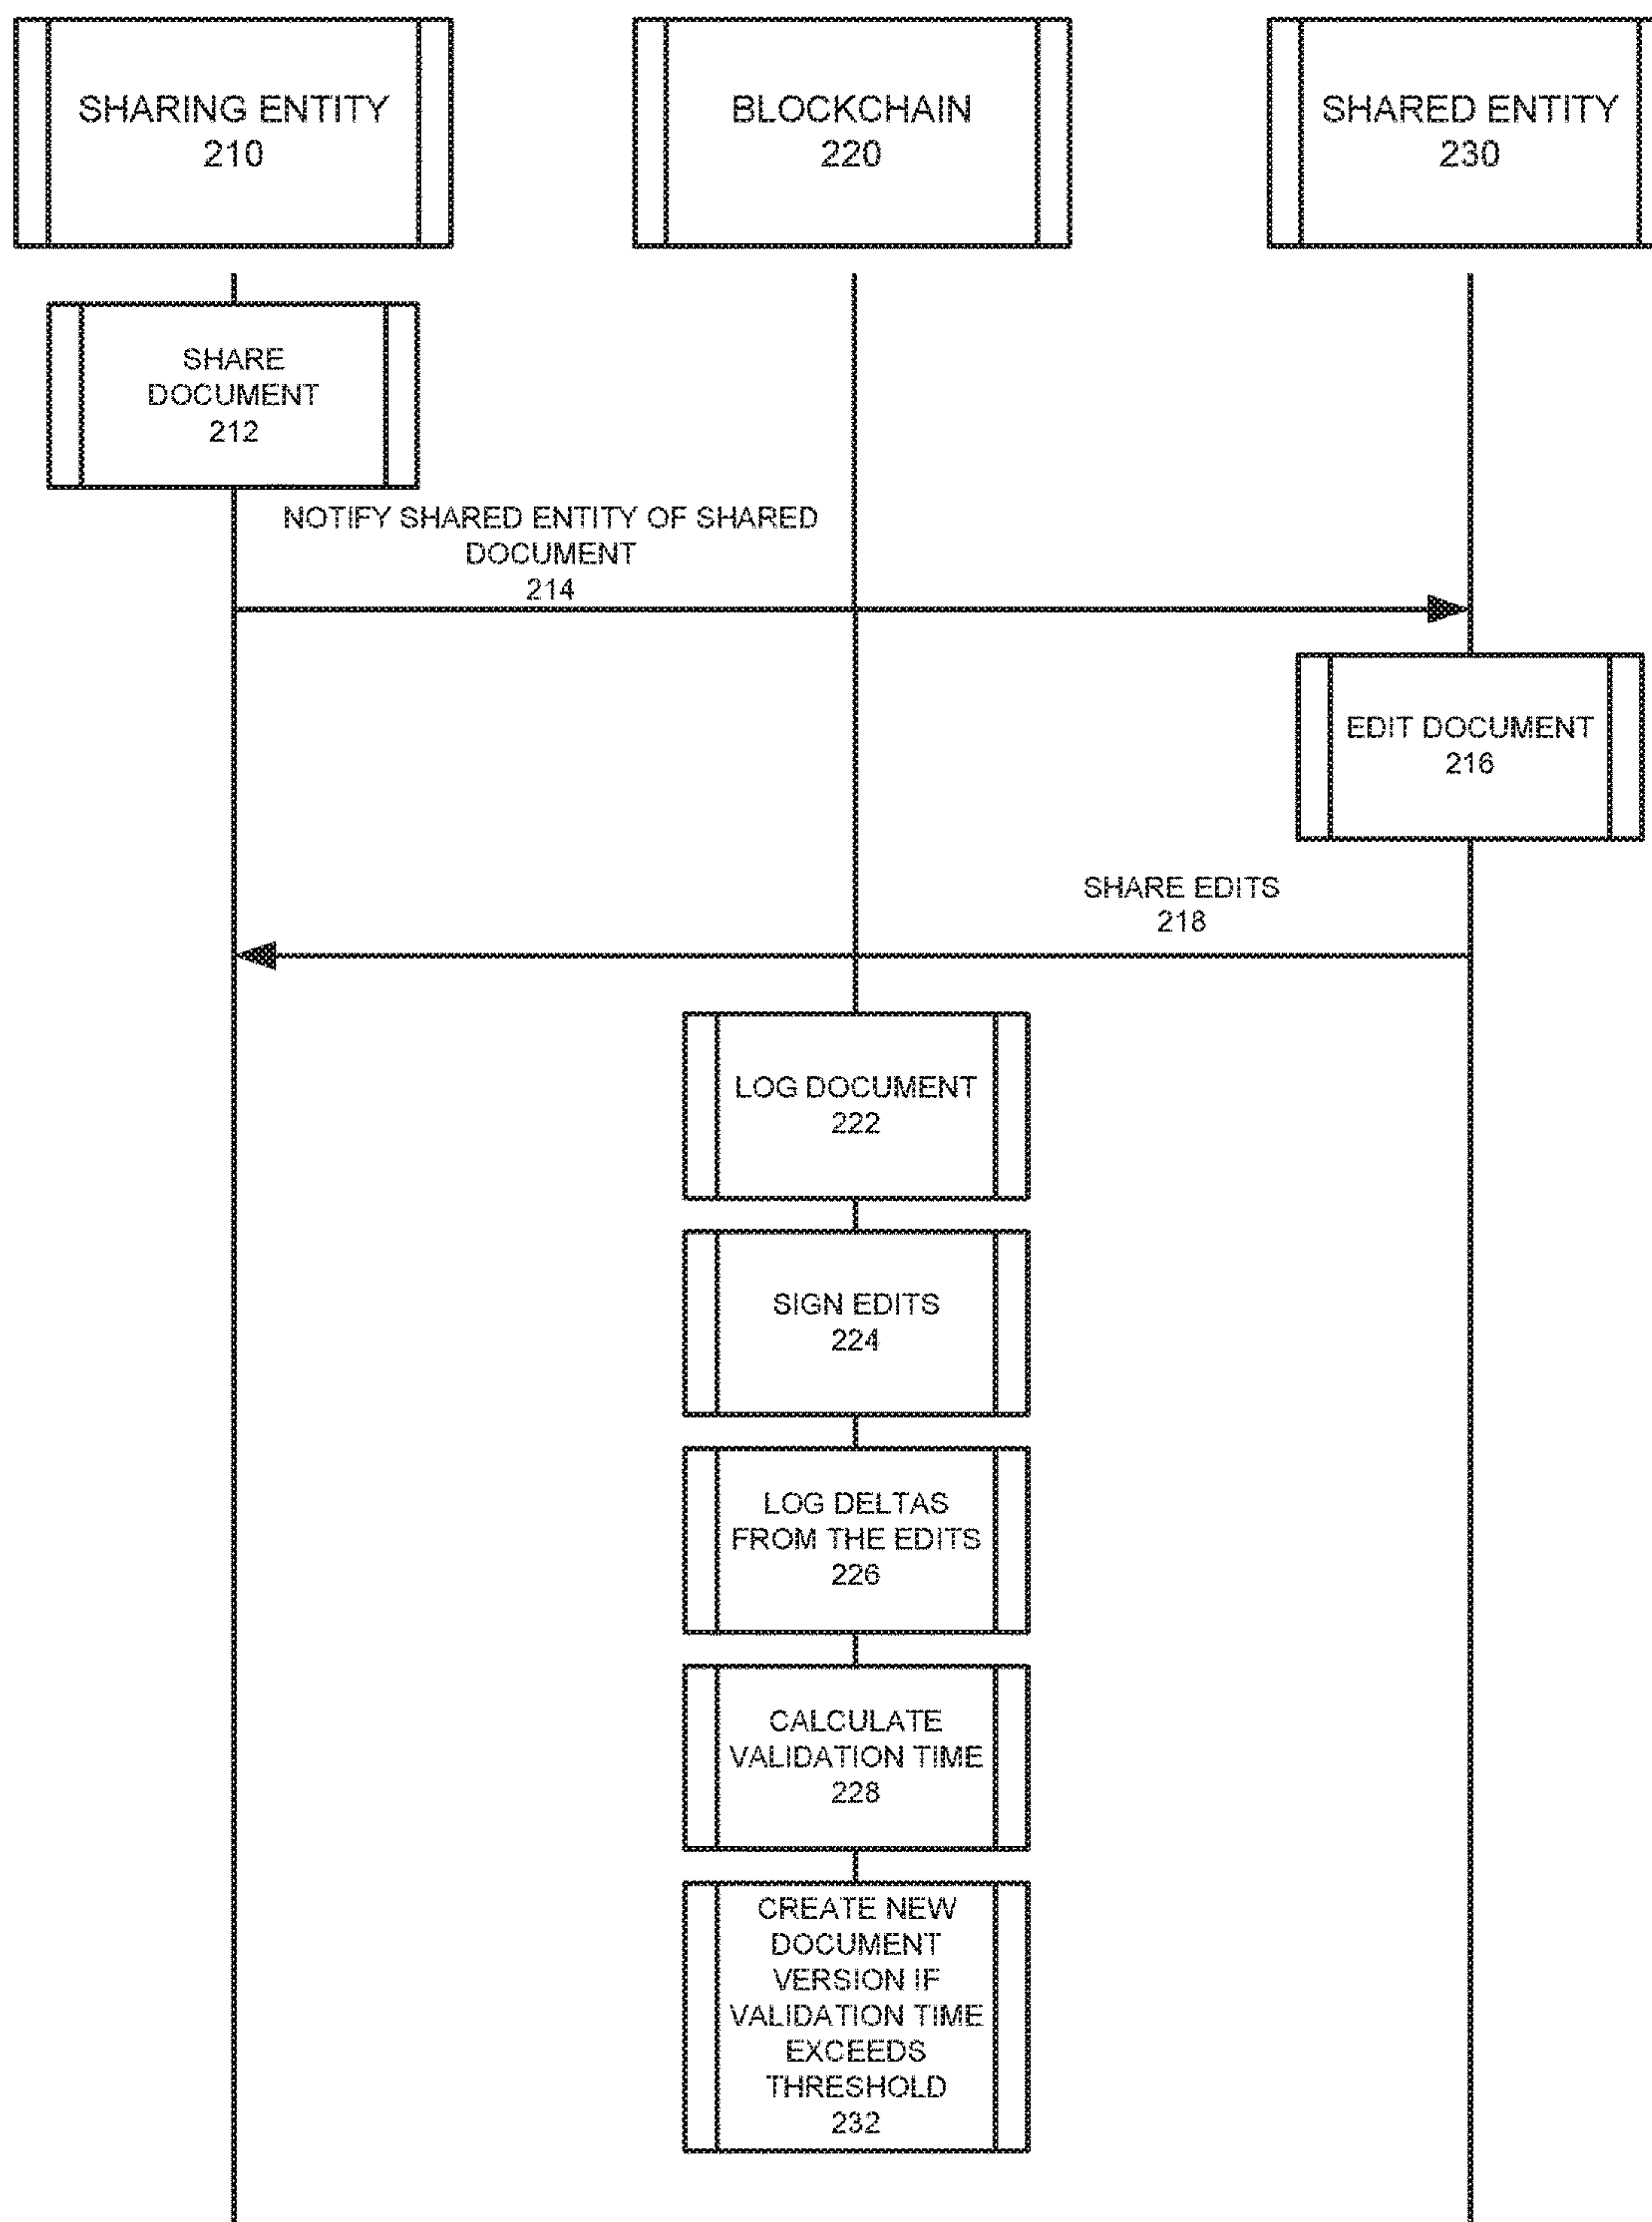 SHARING ENTITY
210
BLOCKCHAIN
220
SHARED ENTITY
230
SHARE
DOCUMENT
212
NOTIFY SHARED ENTITY OF SHARED
DOCUMENT
214
EDIT DOCUMENT
216
SHARE EDITS
218
LOG DOCUMENT
222
SIGN EDITS
224
LOG DELTAS
FROM THE EDITS
226
CALCULATE
VALIDATION TIME
228
CREATE NEW
DOCUMENT
VERSION IF
VALIDATION TIME
EXCEEDS
THRESHOLD
232